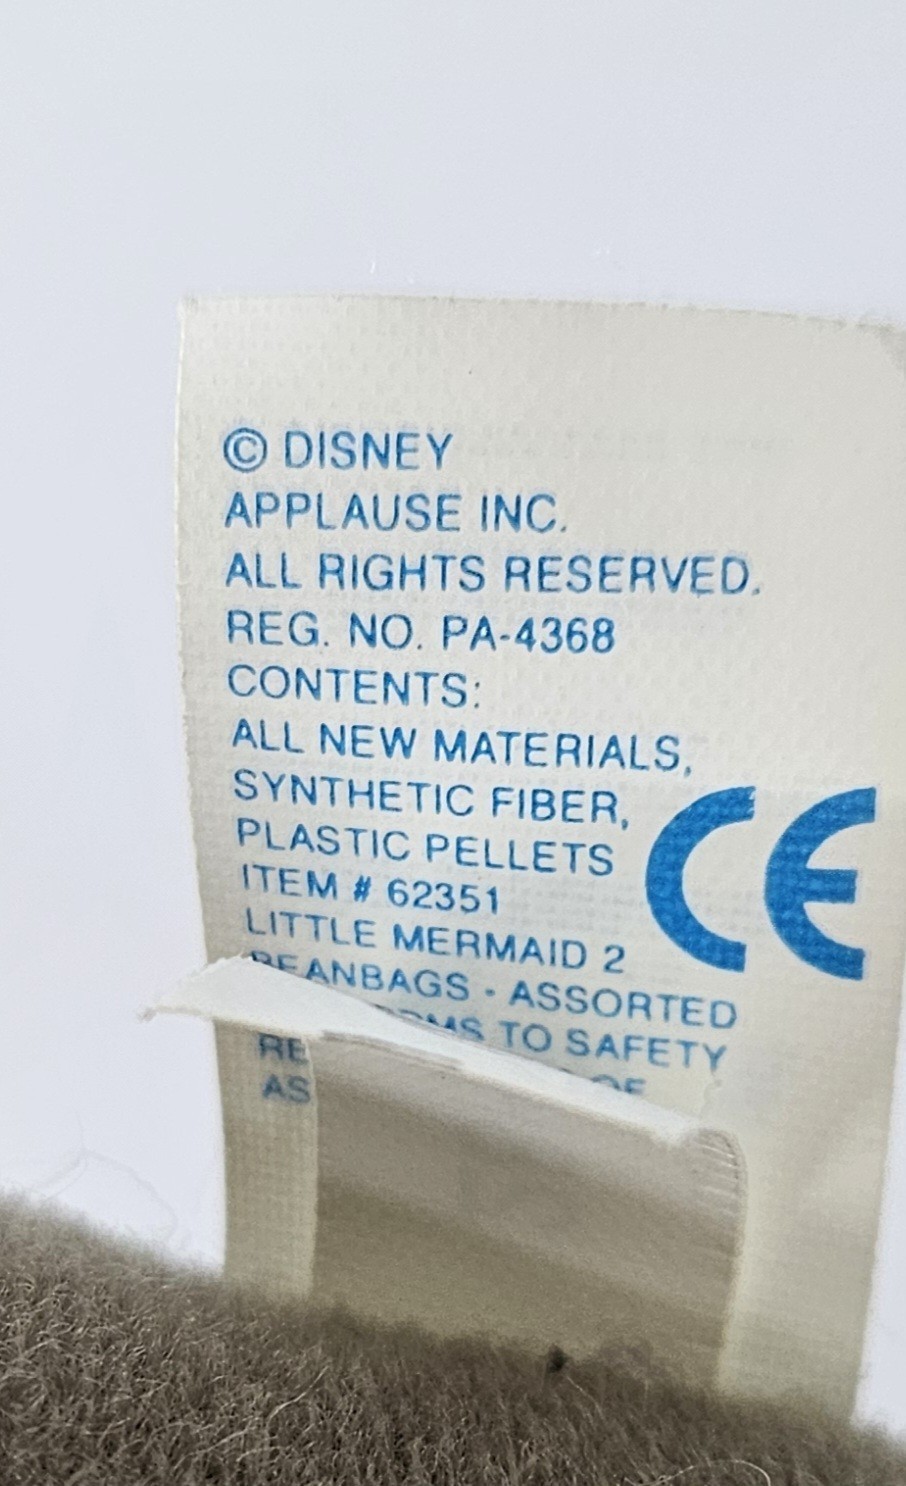 © DISNEY
APPLAUSE INC.
ALL RIGHTS RESERVED.
REG. NO. PA-4368
CONTENTS:
ALL NEW MATERIALS,
SYNTHETIC FIBER,
PLASTIC PELLETS
ITEM # 62351
LITTLE MERMAID 2
BEANBAGS - ASSORTED
TO SAFETY
CE